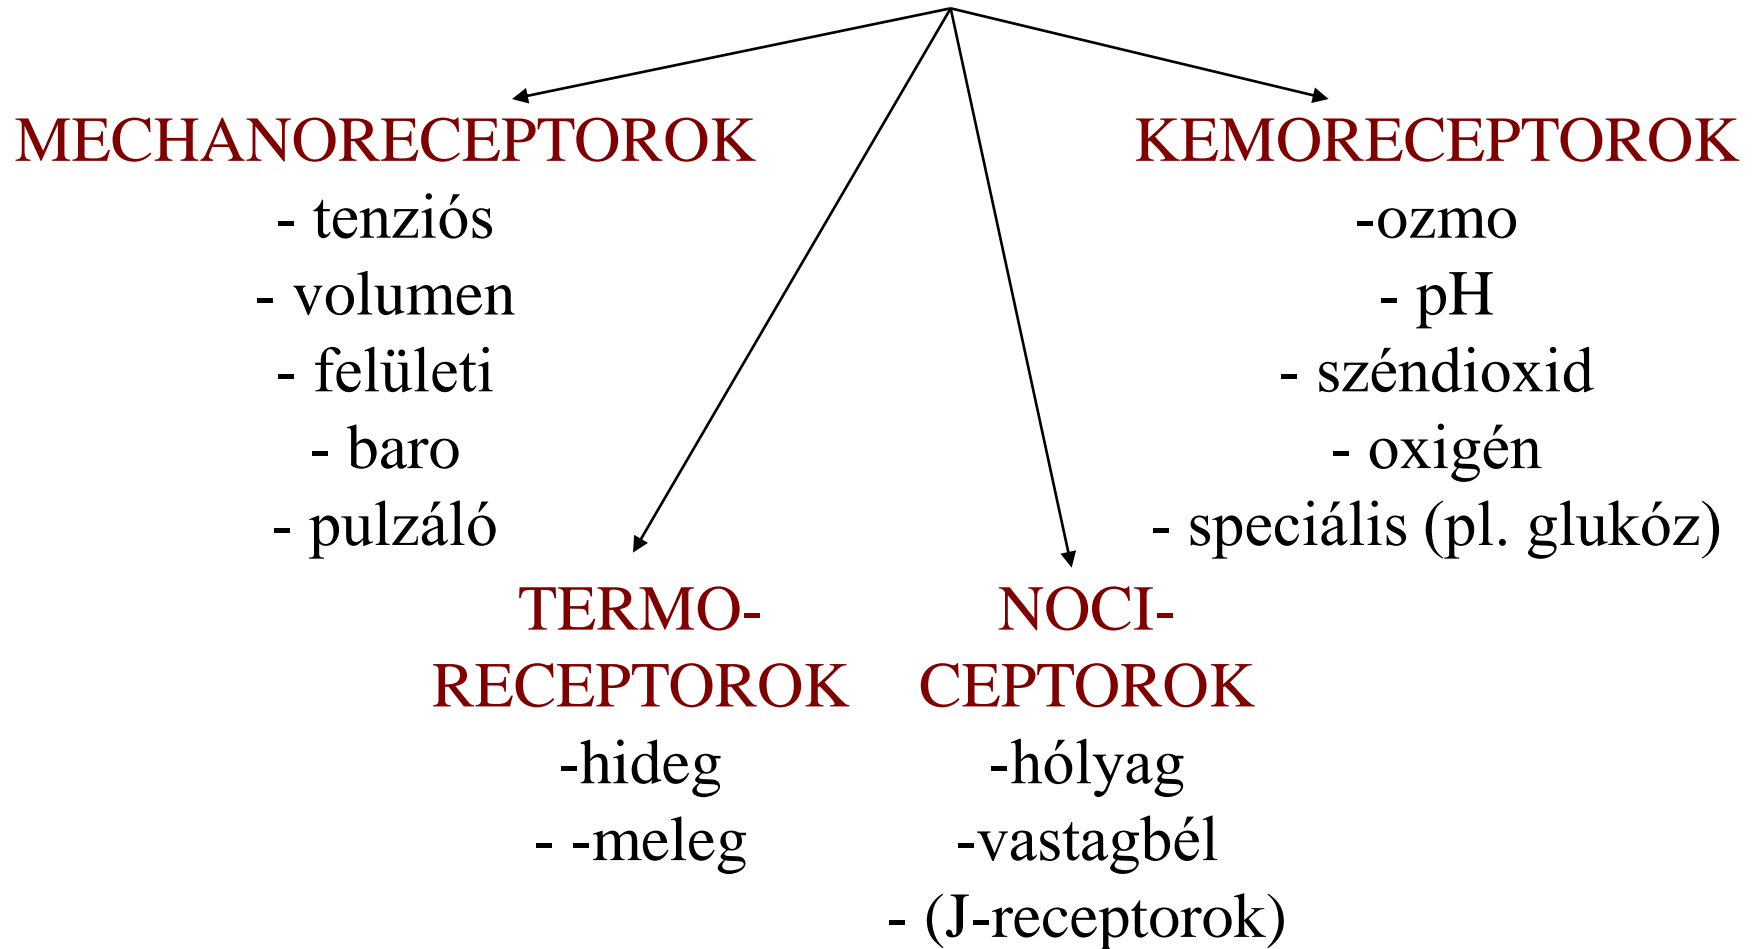 MECHANORECEPTOROK
- tenziós
- volumen
- felületi
- baro
- pulzáló
KEMORECEPTOROK
-ozmo
- pH
- széndioxid
- oxigén
- speciális (pl. glukóz)
TERMO-
RECEPTOROK
-hideg
- -meleg
NOCI-
CEPTOROK
-hólyag
-vastagbél
- (J-receptorok)